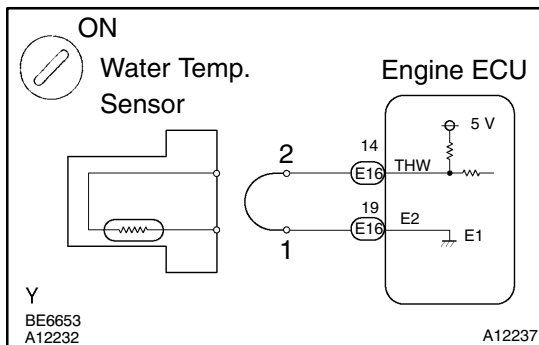 ON
Water Temp.
Sensor
Engine ECU
5 V
2
14
E16
THW
19
E16
E2
1
E1
Y
BE6653
A12232
A12237